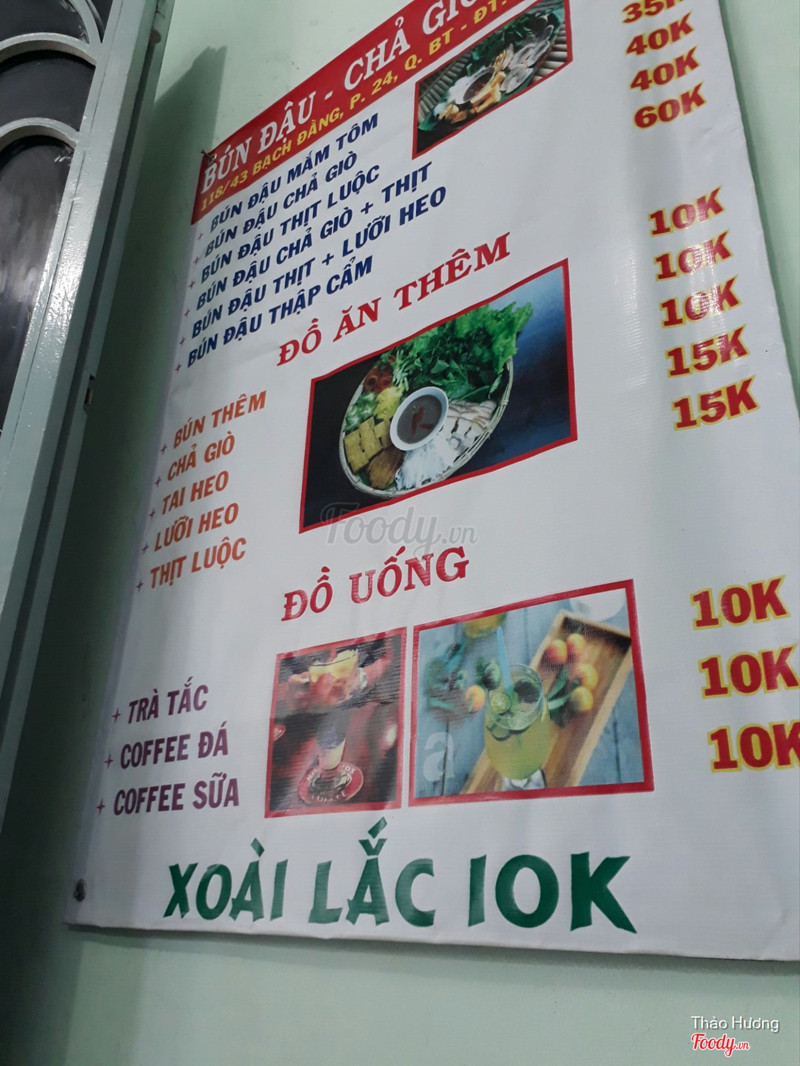 BÚN ĐẬU - CHẢ GIÒ
118/43 BẠCH ĐẰNG, P. 24, Q. BT - ĐT:
+ BÚN ĐẬU MẮM TÔM
+ BÚN ĐẬU CHẢ GIÒ
+ BÚN ĐẬU THỊT LUỘC
+ BÚN ĐẬU CHẢ GIÒ + THỊT
+ BÚN ĐẬU THỊT + LƯỠI HEO
+ BÚN ĐẬU THẬP CẨM
35K
40K
40K
60K
ĐỒ ĂN THÊM
+ BÚN THÊM 10K
+ CHẢ GIÒ 10K
+ TAI HEO 10K
+ LƯỠI HEO 15K
+ THỊT LUỘC 15K
Foody.vn
ĐỒ UỐNG
+ TRÀ TẮC 10K
+ COFFEE ĐÁ 10K
+ COFFEE SỮA 10K
XOÀI LẮC 10K
Thảo Hương
Foody.vn